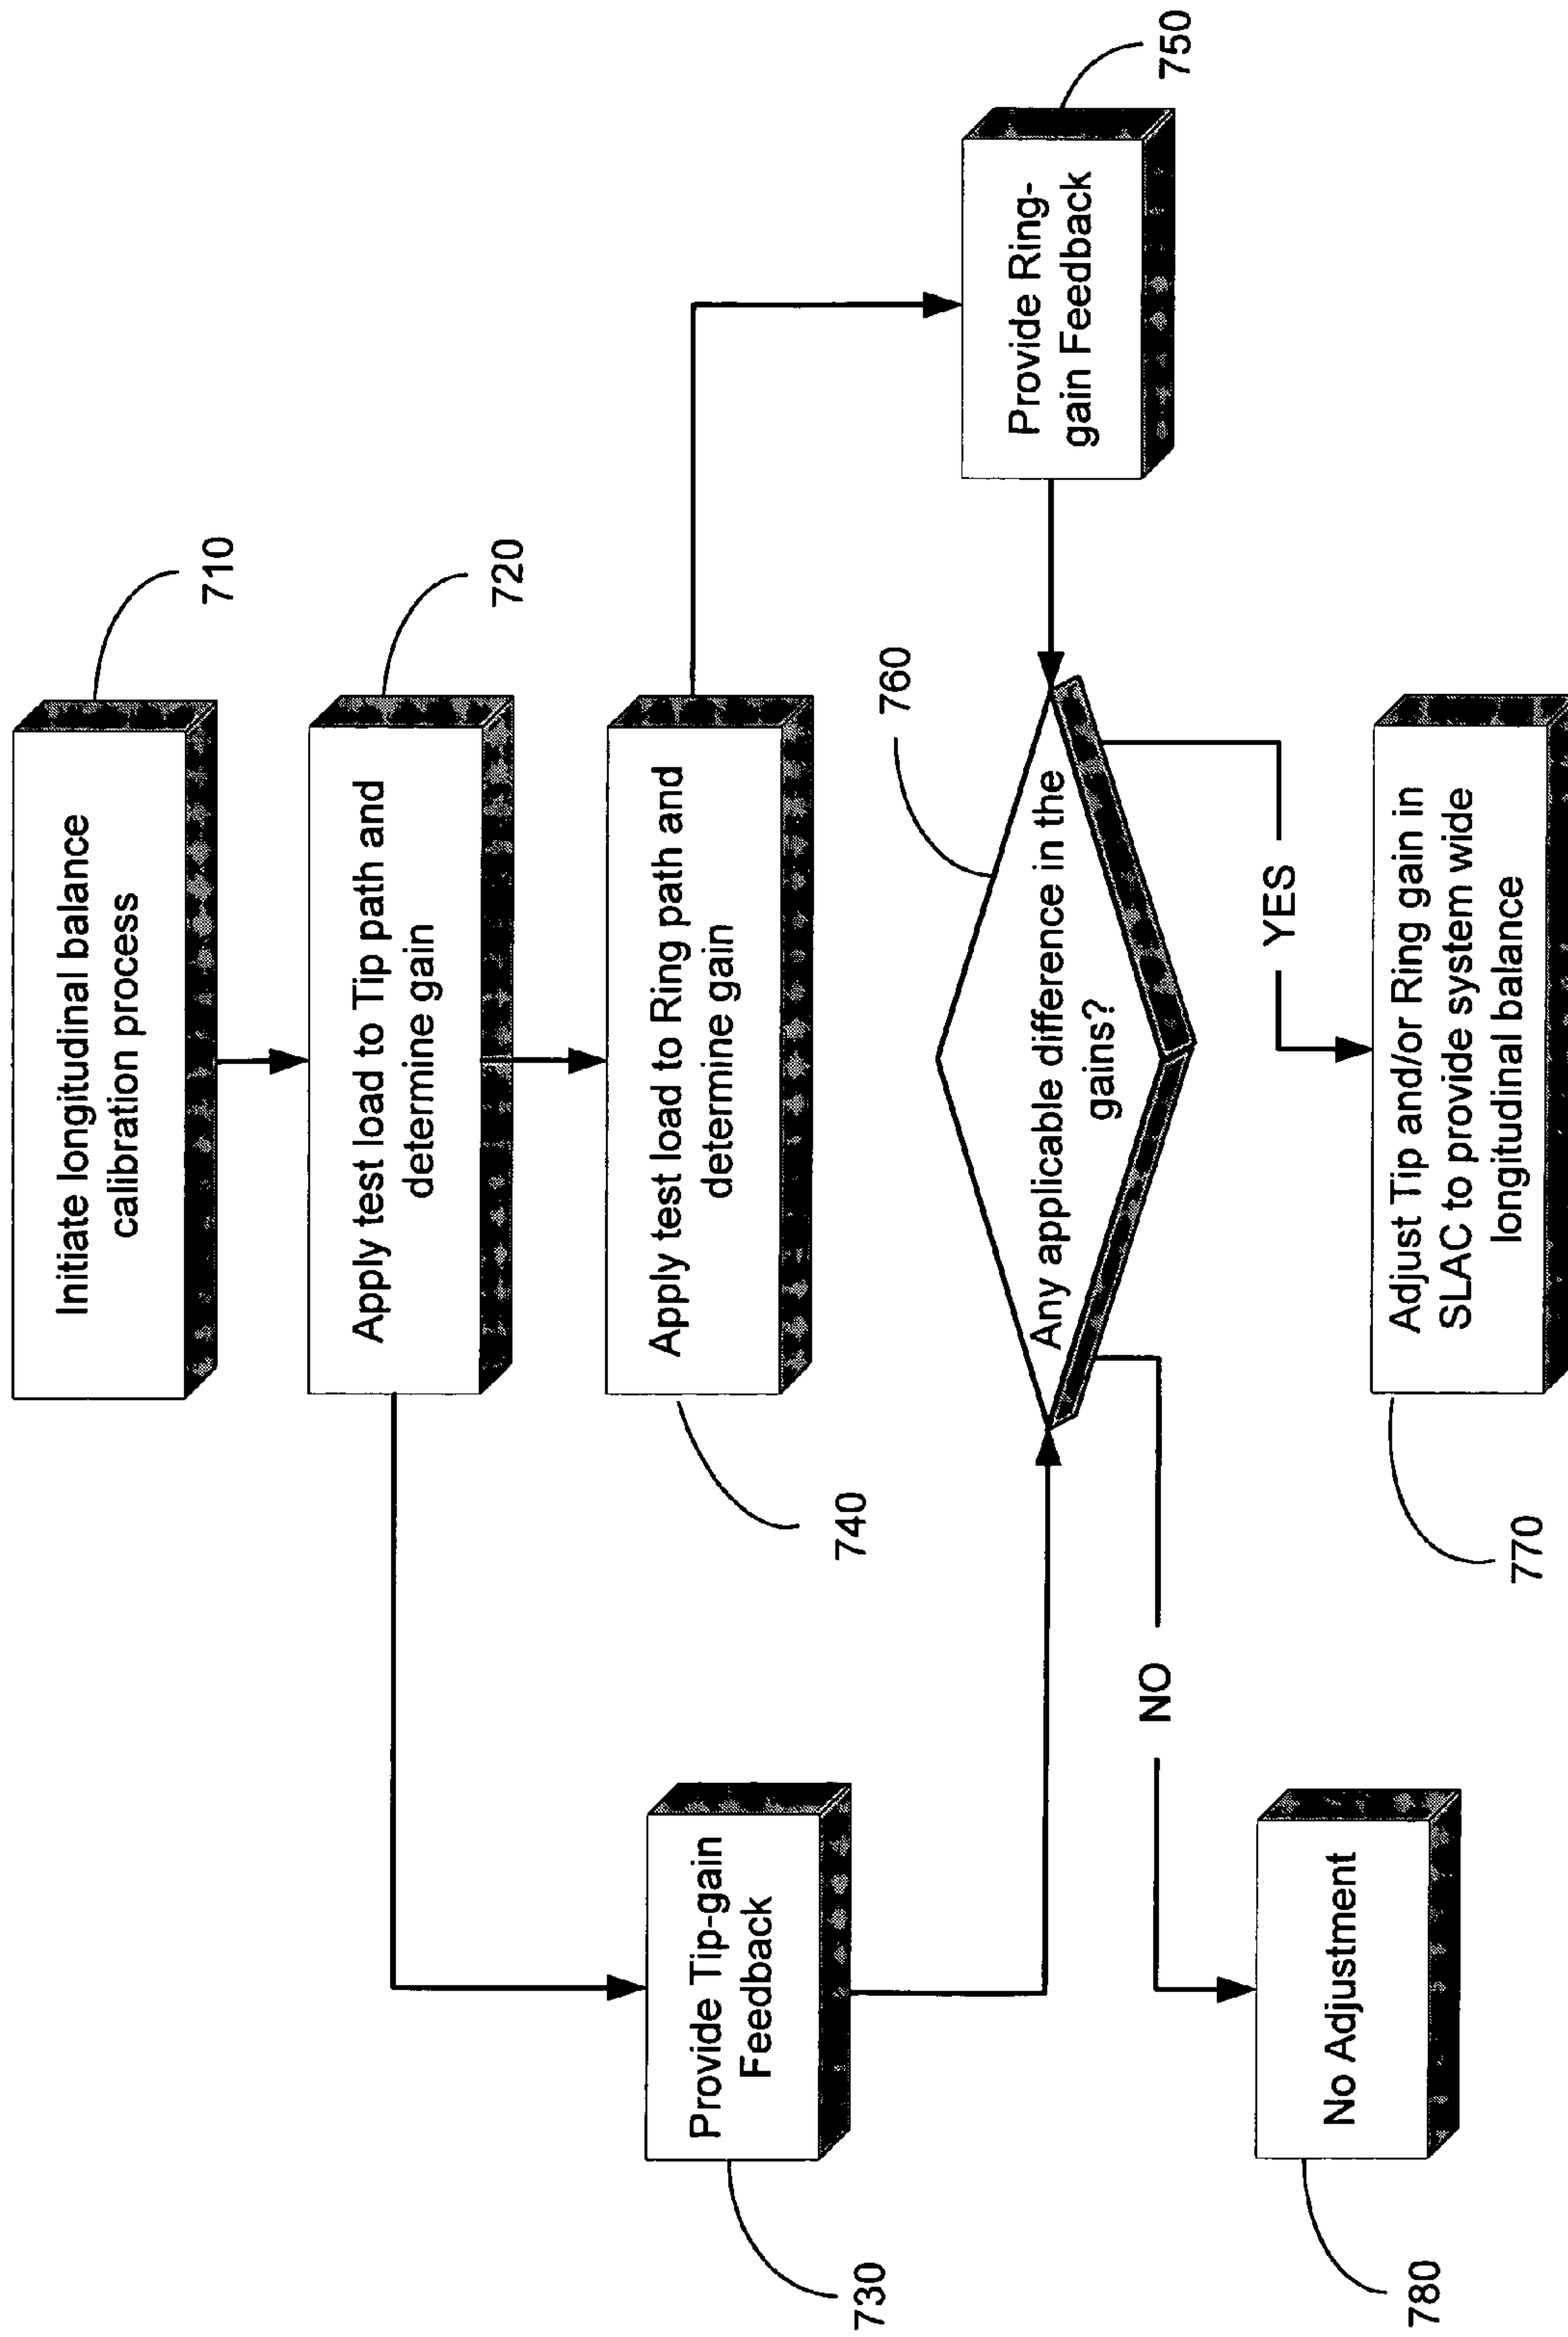 Initiate longitudinal balance
calibration process
710
Apply test load to Tip path and
determine gain
720
Provide Tip-gain
Feedback
730
Apply test load to Ring path and
determine gain
740
Provide Ring-
gain Feedback
750
Any applicable difference in the
gains?
760
NO
YES
Adjust Tip and/or Ring gain in
SLAC to provide system wide
longitudinal balance
770
No Adjustment
780